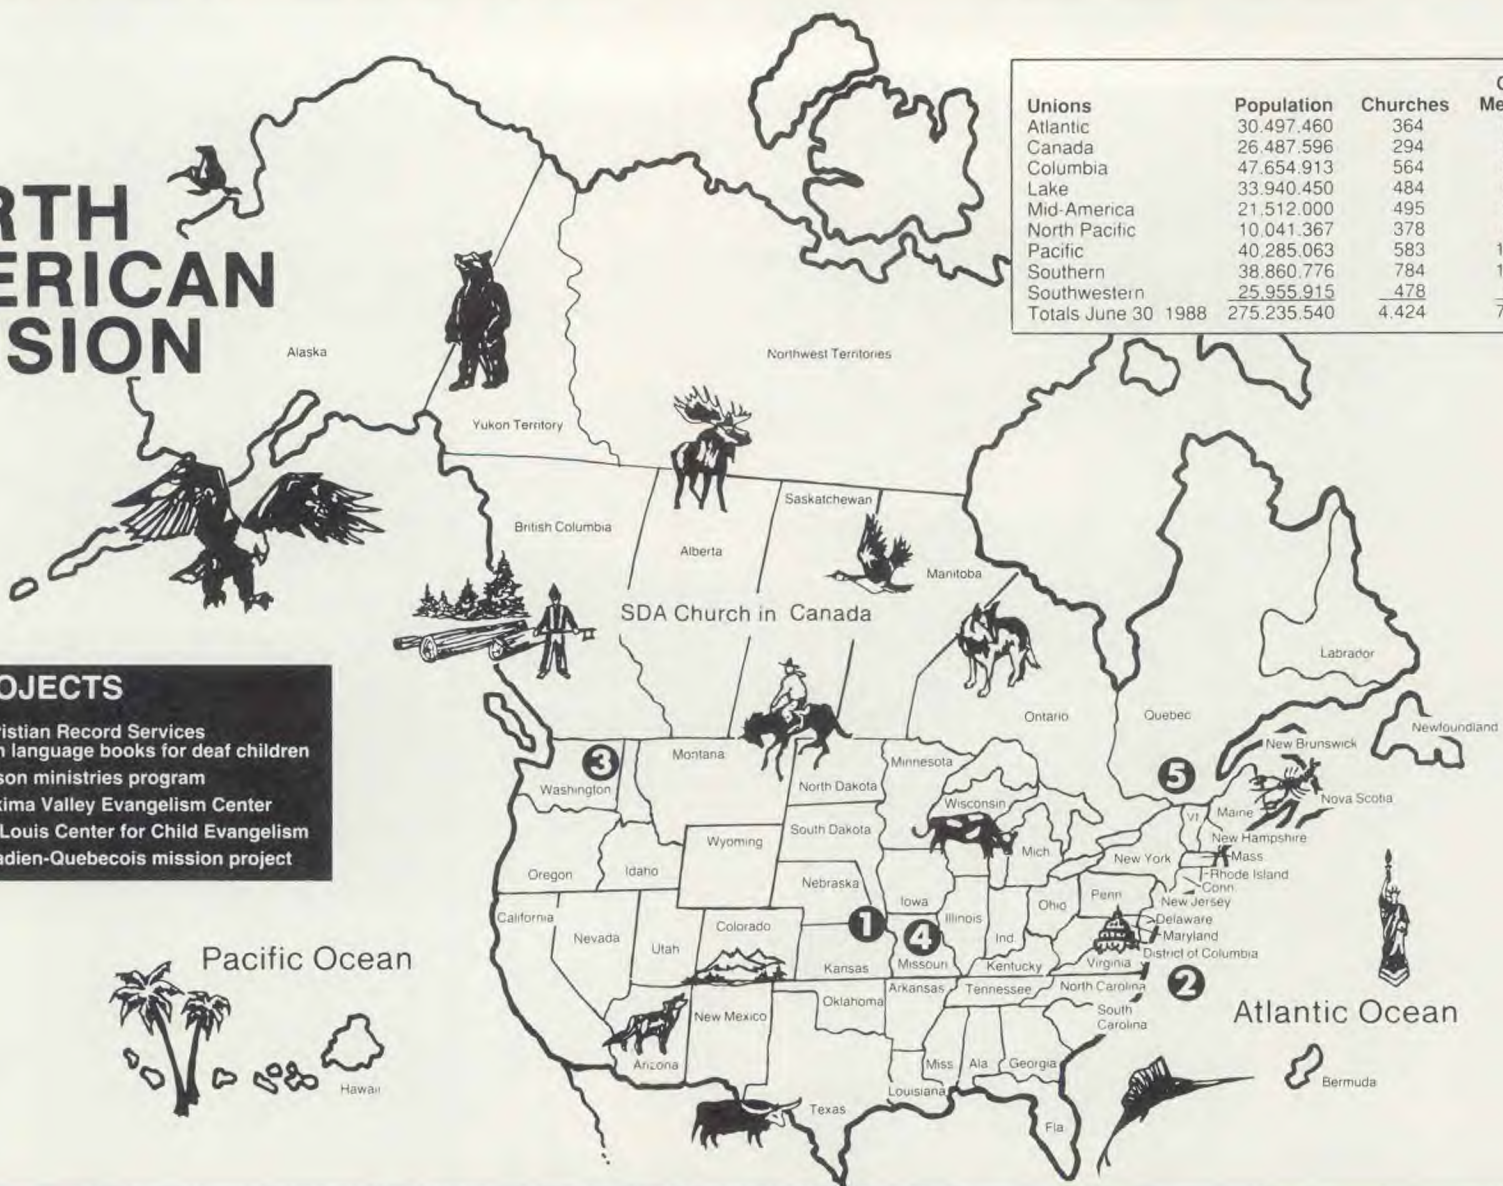 RTH
ERICAN
SION
Unions Population Churches
Atlantic 30.497.460 364
Canada 26.487.596 294
Columbia 47.654.913 564
Lake 33.940.450 484
Mid-America 21.512.000 495
North Pacific 10.041.367 378
Pacific 40.285.063 583
Southern 38.860.776 784
Southwestern 25.955.915 478
Totals June 30 1988 275.235.540 4.424
Alaska
Northwest Territories
Yukon Territory
British Columbia
Alberta
Saskatchewan
Manitoba
SDA Church in Canada
Labrador
Ontario
Quebec
Newfoundland
New Brunswick
Nova Scotia
OJECTS
ristian Record Services
n language books for deaf children
son ministries program
kima Valley Evangelism Center
Louis Center for Child Evangelism
adien-Quebecois mission project
3
Washington
Montana
North Dakota
Minnesota
5
Wisconsin
Maine
Vt
New Hampshire
South Dakota
Wyoming
Mich
New York
Mass
Rhode Island
Conn
Oregon
Idaho
Nebraska
Iowa
Illinois
Ohio
Penn
New Jersey
Delaware
Maryland
District of Columbia
California
Nevada
Utah
Colorado
1
4
Ind
Kansas
Missouri
Kentucky
Virginia
Pacific Ocean
Oklahoma
Arkansas
Tennessee
North Carolina
2
New Mexico
South
Carolina
Atlantic Ocean
Arizona
Miss
Ala
Georgia
Hawaii
Louisiana
Texas
Fla
Bermuda